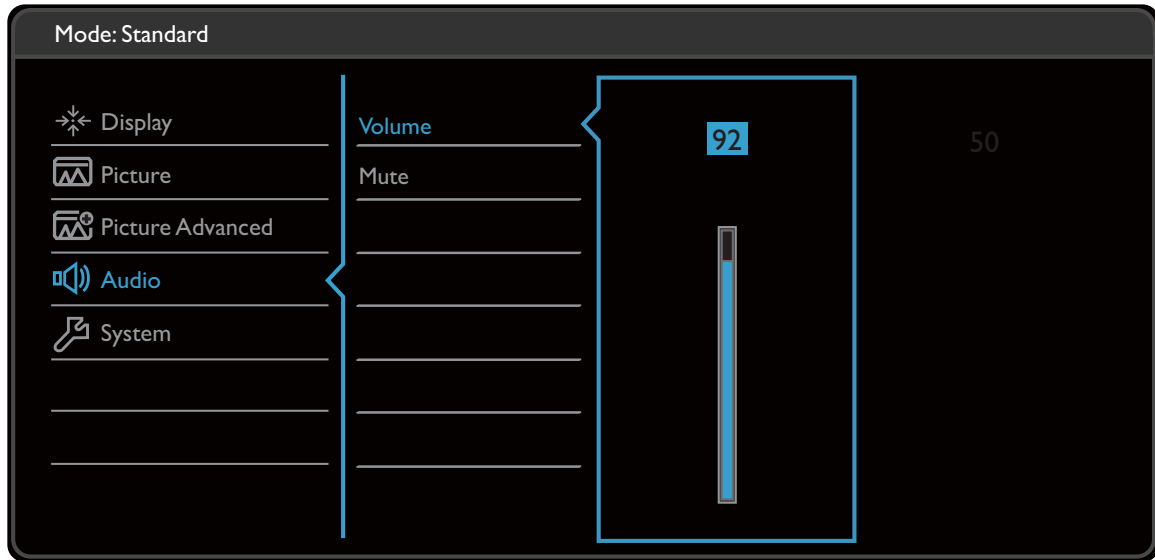 Mode: Standard
Display
Picture
Picture Advanced
Audio
System
Volume
Mute
92
50